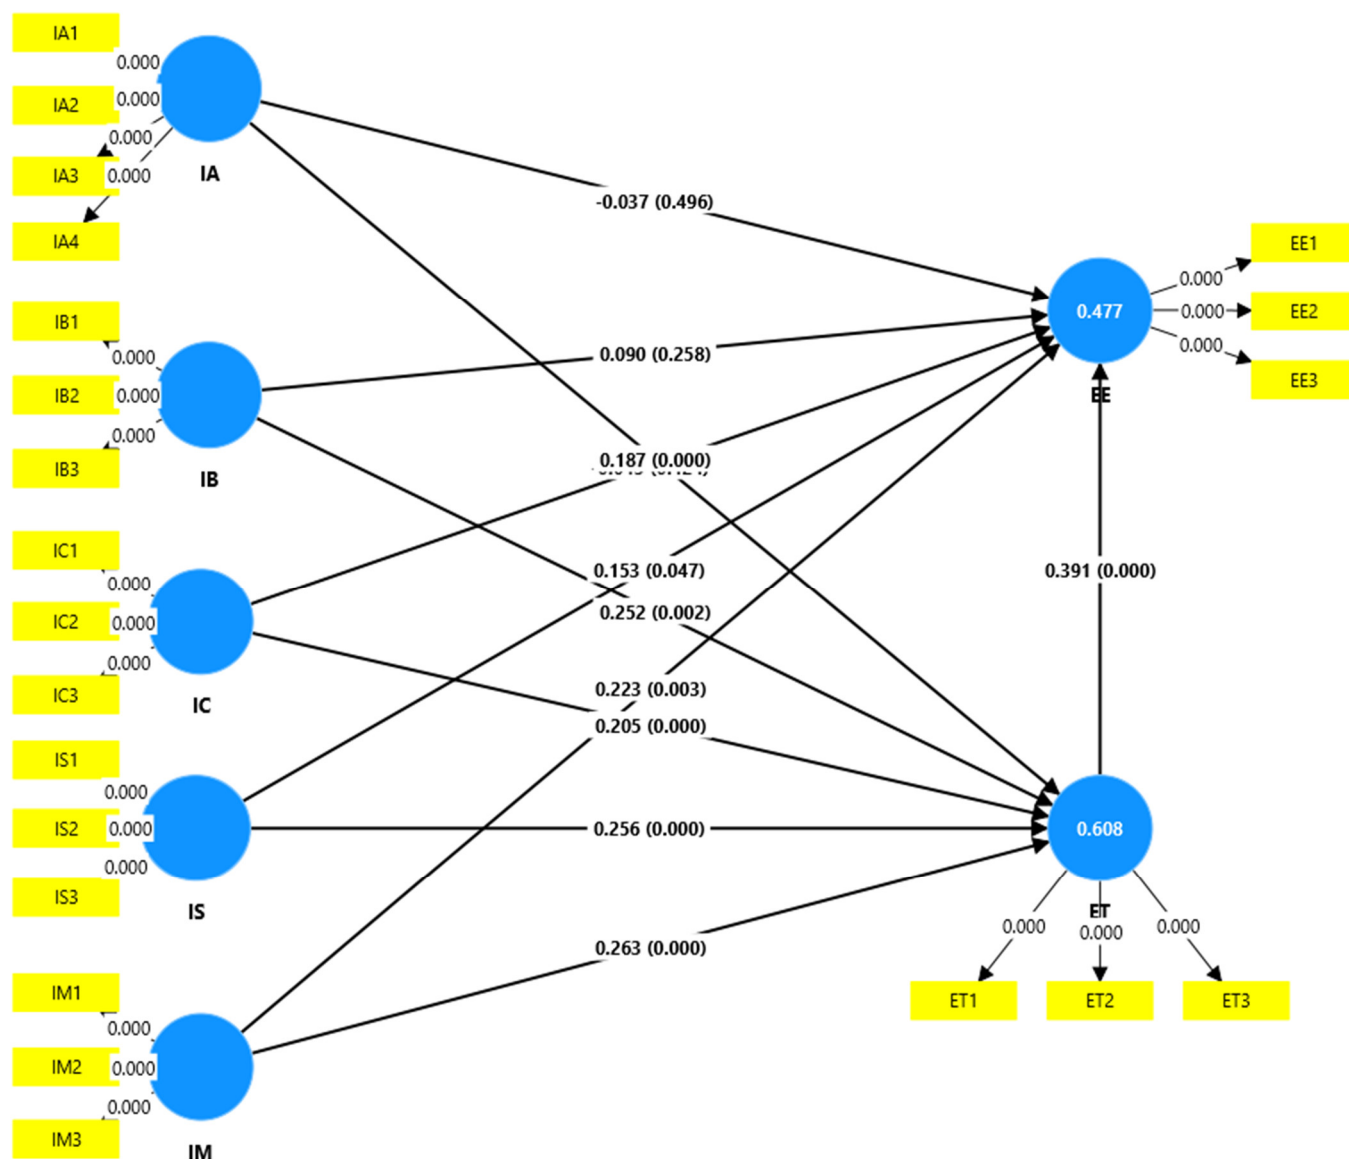 IA1
0.000
IA2
0.000
0.000
IA3
0.000
IA
IA4
-0.037 (0.496)
EE1
0.000
0.477
0.000
EE2
0.000
EE3
EE
IB1
0.000
IB2
0.000
0.000
IB3
IB
0.090 (0.258)
0.187 (0.000)
IC1
0.000
IC2
0.000
0.000
IC3
IC
0.153 (0.047)
0.252 (0.002)
0.391 (0.000)
0.223 (0.003)
0.205 (0.000)
IS1
0.000
IS2
0.000
0.000
IS3
IS
0.256 (0.000)
0.608
ET
0.000
0.000
0.000
ET1
ET2
ET3
0.263 (0.000)
IM1
0.000
IM2
0.000
0.000
IM3
IM